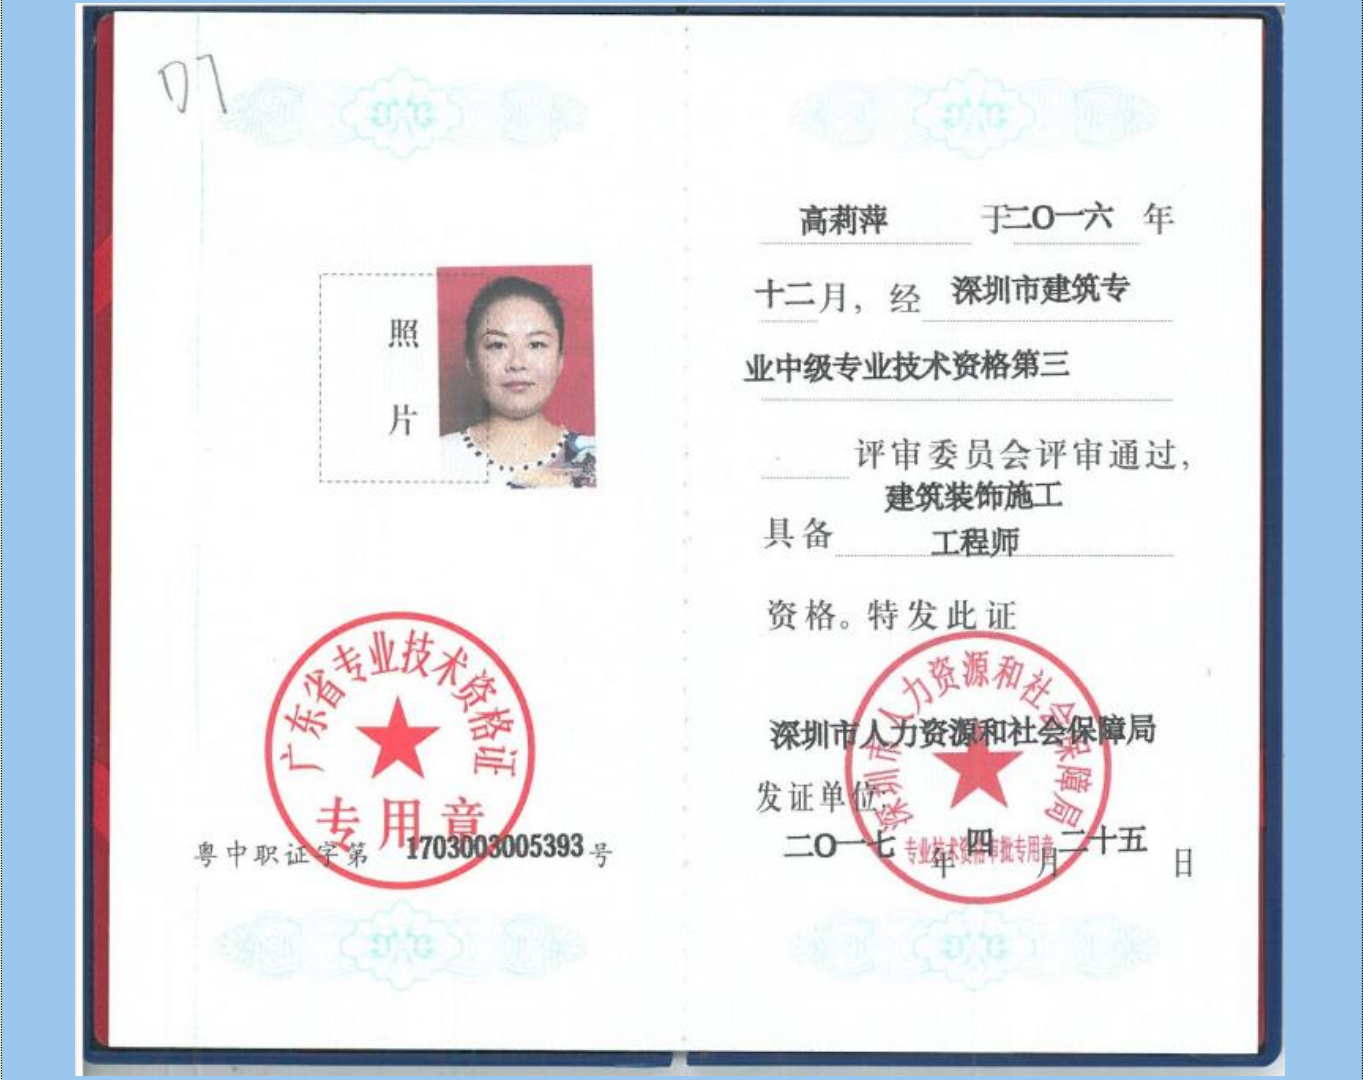 D7
照
片
广东省专业技术资格证
专用章
粤中职证字第 1703003005393 号
高莉萍 于二〇一六 年
十二月，经 深圳市建筑专
业中级专业技术资格第三
评审委员会评审通过，
建筑装饰施工
具备 工程师
资格。特发此证
深圳市人力资源和社会保障局
深圳市人力资源和社会保障局
发证单位：
二〇一七 年 四 月 二十五 日
专业技术资格审批专用章